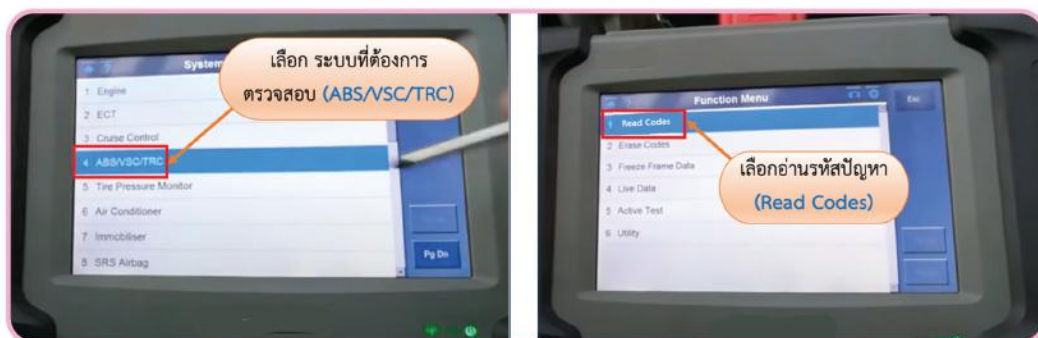 System
เลือก ระบบที่ต้องการ
ตรวจสอบ (ABS/VSC/TRC)
1 Engine
2 ECT
3 Cruise Control
4 ABS/VSC/TRC
5 Tire Pressure Monitor
6 Air Conditioner
7 Immobiliser
8 SRS Airbag
Pg Dn
Function Menu
Esc
1 Read Codes
2 Erase Codes
3 Freeze Frame Data
4 Live Data
5 Active Test
6 Utility
เลือกอ่านรหัสปัญหา
(Read Codes)